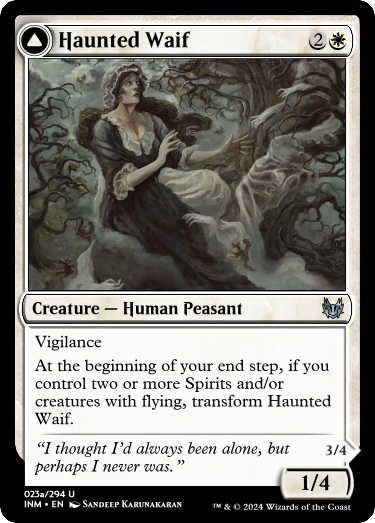 Haunted Waif 2
Creature — Human Peasant
Vigilance
At the beginning of your end step, if you
control two or more Spirits and/or
creatures with flying, transform Haunted
Waif.
“I thought I’d always been alone, but
perhaps I never was.”
3/4
1/4
023a/294 U
INM • EN Sandeep Karunakaran
™ & © 2024 Wizards of the Coast